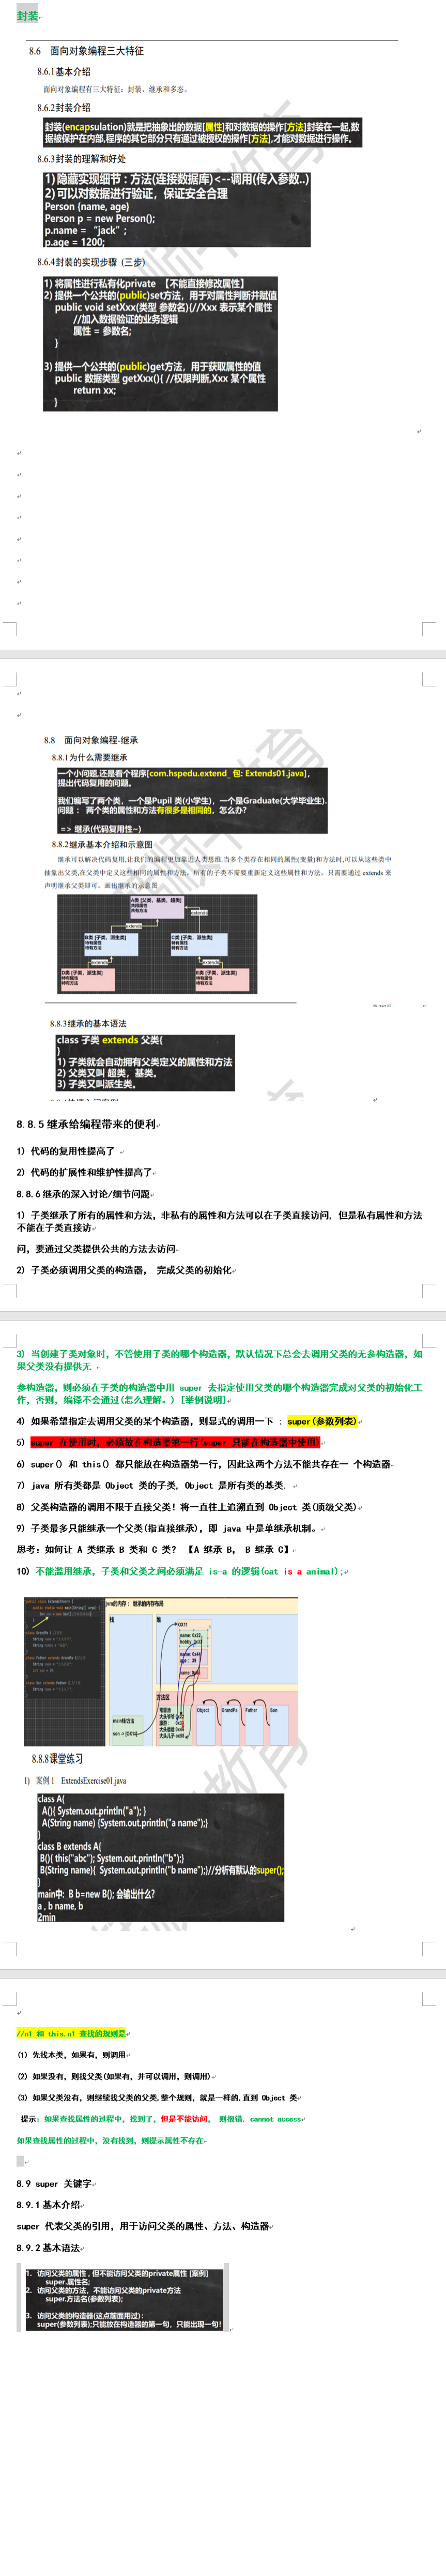 封装
8.6 面向对象编程三大特征
8.6.1基本介绍
面向对象编程有三大特征：封装、继承和多态。
8.6.2封装介绍
封装(encapsulation)就是把抽象出的数据[属性]和对数据的操作[方法]封装在一起,数
据被保护在内部,程序的其它部分只有通过被授权的操作[方法],才能对数据进行操作。
8.6.3封装的理解和好处
1) 隐藏实现细节：方法(连接数据库)<--调用(传入参数..)
2) 可以对数据进行验证，保证安全合理
Person {name, age}
Person p = new Person();
p.name = “jack”;
p.age = 1200;
8.6.4封装的实现步骤 (三步)
1) 将属性进行私有化private 【不能直接修改属性】
2) 提供一个公共的(public)set方法，用于对属性判断并赋值
public void setXxx(类型 参数名){//Xxx 表示某个属性
//加入数据验证的业务逻辑
属性 = 参数名;
}
3) 提供一个公共的(public)get方法，用于获取属性的值
public 数据类型 getXxx(){ //权限判断,Xxx 某个属性
return xx;
}
8.8 面向对象编程-继承
8.8.1为什么需要继承
一个小问题,还是看个程序[com.hspedu.extend_ 包: Extends01.java]，
提出代码复用的问题。
我们编写了两个类，一个是Pupil 类(小学生)，一个是Graduate(大学毕业生).
问题： 两个类的属性和方法有很多是相同的，怎么办?
=> 继承(代码复用性~)
8.8.2继承基本介绍和示意图
继承可以解决代码复用,让我们的编程更加靠近人类思维.当多个类存在相同的属性(变量)和方法时,可以从这些类中
抽象出父类,在父类中定义这些相同的属性和方法，所有的子类不需要重新定义这些属性和方法，只需要通过 extends 来
声明继承父类即可。画出继承的示意图
A类 [父类，基类，超类]
共有属性
共有方法
extends
extends
B类 [子类，派生类]
特有属性
特有方法
C类 [子类，派生类]
特有属性
特有方法
extends
extends
D类 [子类，派生类]
特有属性
特有方法
E类 [子类，派生类]
特有属性
特有方法
8.8.3继承的基本语法
class 子类 extends 父类{
}
1) 子类就会自动拥有父类定义的属性和方法
2) 父类又叫 超类，基类。
3) 子类又叫派生类。
8.8.5 继承给编程带来的便利
1) 代码的复用性提高了
2) 代码的扩展性和维护性提高了
8.8.6 继承的深入讨论/细节问题
1) 子类继承了所有的属性和方法，非私有的属性和方法可以在子类直接访问, 但是私有属性和方法
不能在子类直接访
问，要通过父类提供公共的方法去访问
2) 子类必须调用父类的构造器， 完成父类的初始化
3) 当创建子类对象时，不管使用子类的哪个构造器，默认情况下总会去调用父类的无参构造器，如
果父类没有提供无
参构造器，则必须在子类的构造器中用 super 去指定使用父类的哪个构造器完成对父类的初始化工
作，否则，编译不会通过(怎么理解。) [举例说明]
4) 如果希望指定去调用父类的某个构造器，则显式的调用一下 : super(参数列表)
5) super 在使用时，必须放在构造器第一行(super 只能在构造器中使用)
6) super() 和 this() 都只能放在构造器第一行，因此这两个方法不能共存在一 个构造器
7) java 所有类都是 Object 类的子类, Object 是所有类的基类.
8) 父类构造器的调用不限于直接父类！将一直往上追溯直到 Object 类(顶级父类)
9) 子类最多只能继承一个父类(指直接继承)，即 java 中是单继承机制。
思考：如何让 A 类继承 B 类和 C 类？ 【A 继承 B， B 继承 C】
10) 不能滥用继承，子类和父类之间必须满足 is-a 的逻辑(cat is a animal);
jvm的内存：继承的内存布局
栈
堆
方法区
Object
GrandPa
Father
Son
8.8.8课堂练习
1) 案例 1 ExtendsExercise01.java
class A{
A(){ System.out.println("a"); }
A(String name) {System.out.println("a name");}
}
class B extends A{
B(){ this("abc"); System.out.println("b");}
B(String name){ System.out.println("b name");}//分析有默认的super();
}
main中: B b=new B(); 会输出什么?
a , b name, b
2min
//n1 和 this.n1 查找的规则是
(1) 先找本类，如果有，则调用
(2) 如果没有，则找父类(如果有，并可以调用，则调用)
(3) 如果父类没有，则继续找父类的父类,整个规则，就是一样的,直到 Object 类
提示：如果查找属性的过程中，找到了，但是不能访问， 则报错, cannot access
如果查找属性的过程中，没有找到，则提示属性不存在
8.9 super 关键字
8.9.1 基本介绍
super 代表父类的引用，用于访问父类的属性、方法、构造器
8.9.2 基本语法
1. 访问父类的属性 , 但不能访问父类的private属性 [案例]
super.属性名;
2. 访问父类的方法，不能访问父类的private方法
super.方法名(参数列表);
3. 访问父类的构造器(这点前面用过)：
super(参数列表);只能放在构造器的第一句，只能出现一句！